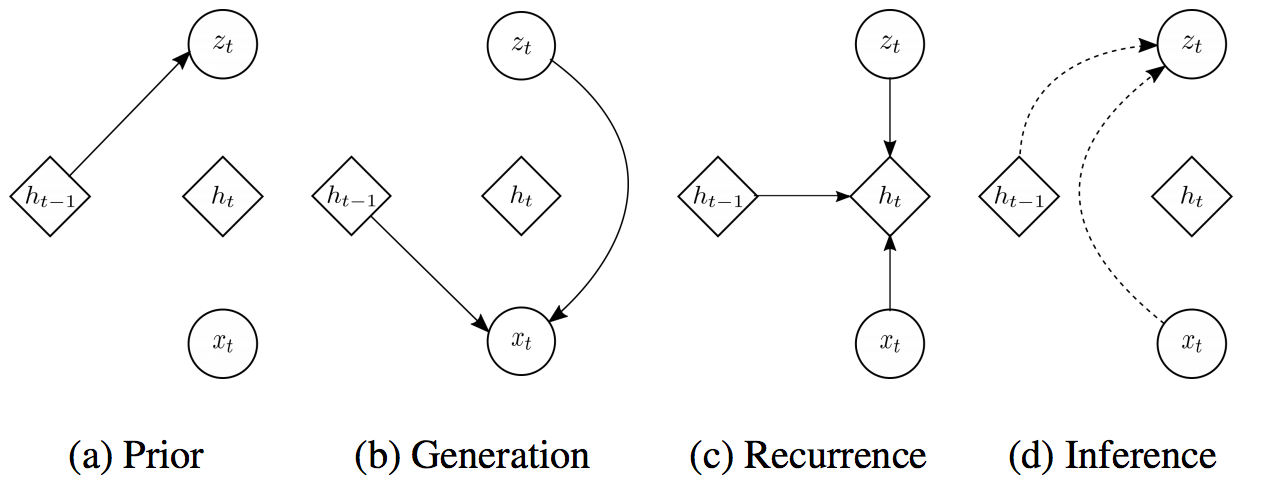 z_t z_t z_t z_t
h_{t−1} h_t h_{t−1} h_t h_{t−1} h_t h_{t−1} h_t
x_t x_t x_t x_t
(a) Prior (b) Generation (c) Recurrence (d) Inference